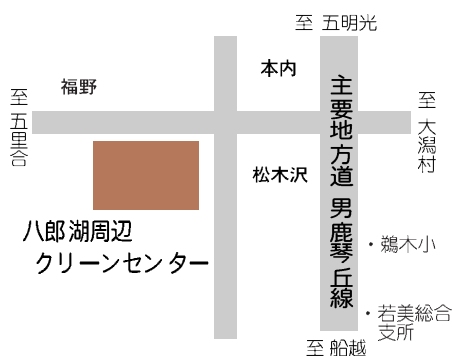 至 五明光
本内
福野
至 五里合
主要地方道 男鹿琴丘線
至 大潟村
松木沢
八郎湖周辺
クリーンセンター
・鵜木小
・若美総合
支所
至 船越